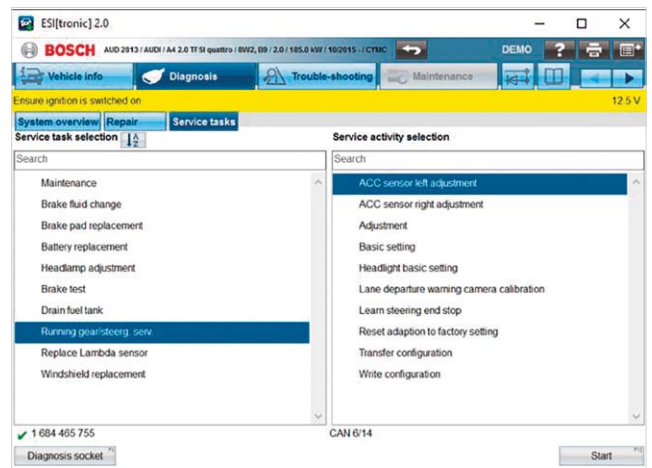 ESI[tronic] 2.0
BOSCH AUD 2013 / AUDI / A4 2.0 TFSI quattro / 8W2, B9 / 2.0 / 185.0 kW / 10/2015 - / CYMC DEMO ?
Vehicle info Diagnosis Trouble-shooting Maintenance
Ensure ignition is switched on 12.5 V
System overview Repair Service tasks
Service task selection A Z Service activity selection
Search Search
Maintenance ACC sensor left adjustment
Brake fluid change ACC sensor right adjustment
Brake pad replacement Adjustment
Battery replacement Basic setting
Headlamp adjustment Headlight basic setting
Brake test Lane departure warning camera calibration
Drain fuel tank Learn steering end stop
Running gear/steerg. serv. Reset adaption to factory setting
Replace Lambda sensor Transfer configuration
Windshield replacement Write configuration
1 684 465 755 CAN 6/14
Diagnosis socket Start